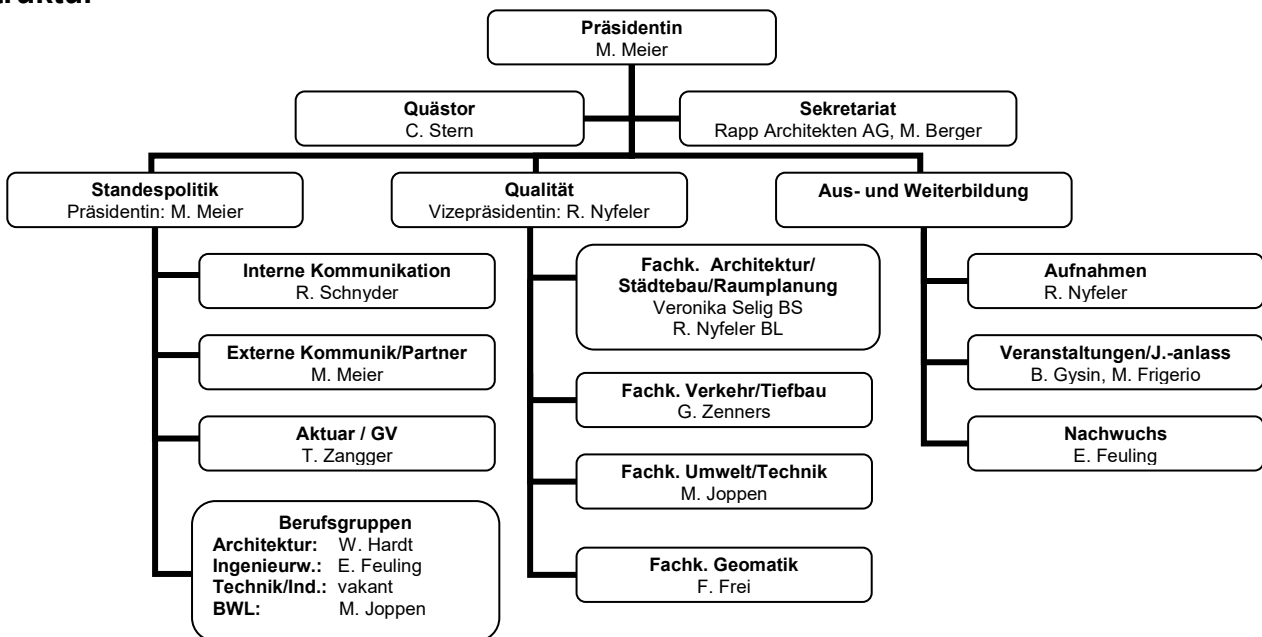 Präsidentin
M. Meier
Quästor
C. Stern
Sekretariat
Rapp Architekten AG, M. Berger
Standespolitik
Präsidentin: M. Meier
Qualität
Vizepräsidentin: R. Nyfeler
Aus- und Weiterbildung
Interne Kommunikation
R. Schnyder
Externe Kommunik/Partner
M. Meier
Aktuar / GV
T. Zangger
Berufsgruppen
Architektur: W. Hardt
Ingenieurw.: E. Feuling
Technik/Ind.: vakant
BWL: M. Joppen
Fachk. Architektur/
Städtebau/Raumplanung
Veronika Selig BS
R. Nyfeler BL
Fachk. Verkehr/Tiefbau
G. Zenners
Fachk. Umwelt/Technik
M. Joppen
Fachk. Geomatik
F. Frei
Aufnahmen
R. Nyfeler
Veranstaltungen/J.-anlass
B. Gysin, M. Frigerio
Nachwuchs
E. Feuling